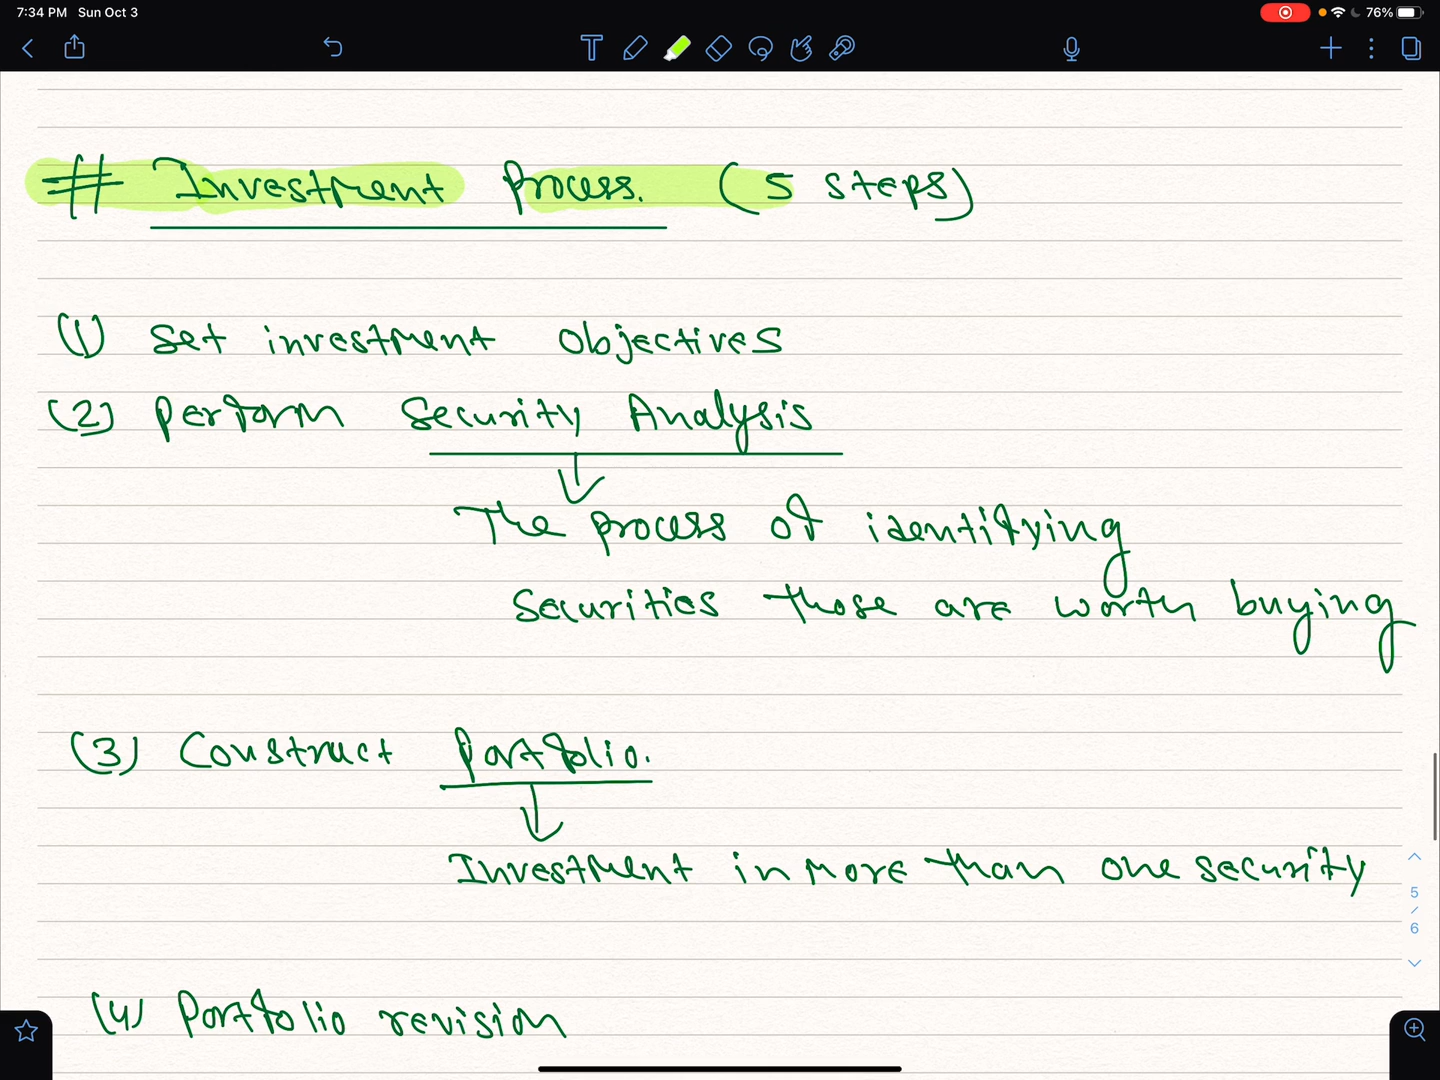 7:34 PM Sun Oct 3
76%
# Investment Process. (5 steps)
(1) Set investment objectives
(2) Perform Security Analysis
The process of identifying
Securities those are worth buying
(3) Construct Portfolio.
Investment in more than one security
5
/
6
(4) Portfolio revision